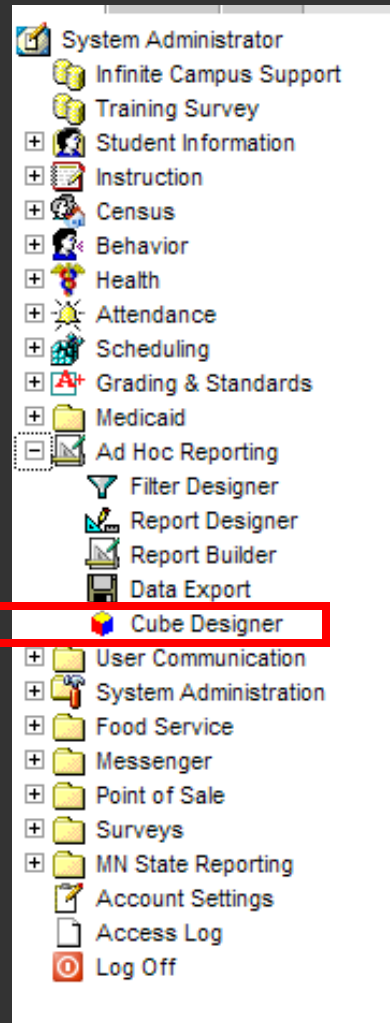 System Administrator
Infinite Campus Support
Training Survey
Student Information
Instruction
Census
Behavior
Health
Attendance
Scheduling
Grading & Standards
Medicaid
Ad Hoc Reporting
Filter Designer
Report Designer
Report Builder
Data Export
Cube Designer
User Communication
System Administration
Food Service
Messenger
Point of Sale
Surveys
MN State Reporting
Account Settings
Access Log
Log Off